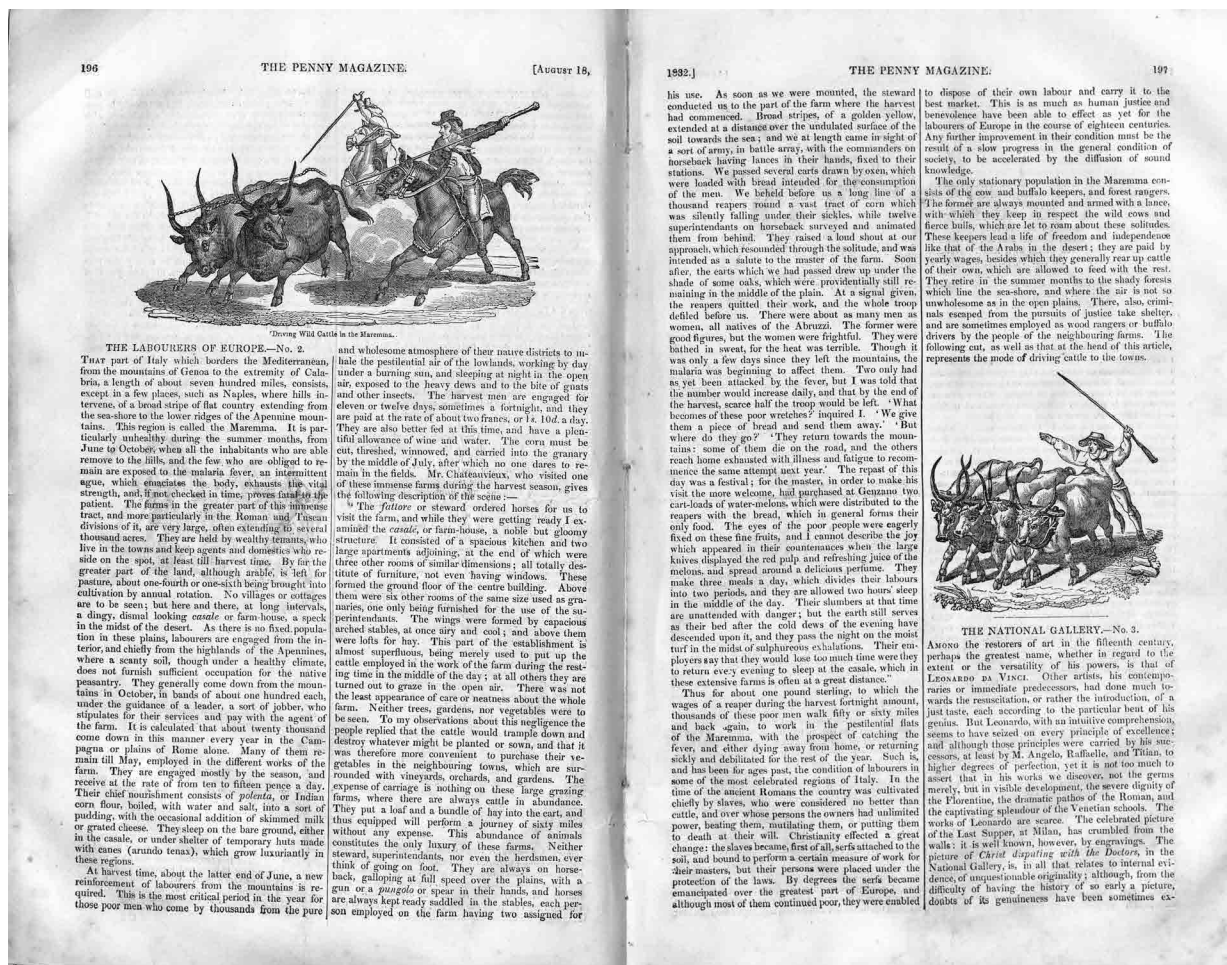 196
THE PENNY MAGAZINE.
[AUGUST 18,
Driving Wild Cattle in the Maremma.
THE LABOURERS OF EUROPE.—No. 2.
THAT part of Italy which borders the Mediterranean,
from the mountains of Genoa to the extremity of Cala-
bria, a length of about seven hundred miles, consists,
except in a few places, such as Naples, where hills in-
tervene, of a broad stripe of flat country extending from
the sea-shore to the lower ridges of the Apennine moun-
tains. This region is called the Maremma. It is par-
ticularly unhealthy during the summer months, from
June to October, when all the inhabitants who are able
remove to the hills, and the few who are obliged to re-
main are exposed to the malaria fever, an intermittent
ague, which emaciates the body, exhausts the vital
strength, and, if not checked in time, proves fatal to the
patient. The farms in the greater part of this immense
tract, and more particularly in the Roman and Tuscan
divisions of it, are very large, often extending to several
thousand acres. They are held by wealthy tenants, who
live in the towns and keep agents and domestics who re-
side on the spot, at least till harvest time. By far the
greater part of the land, although arable, is left for
pasture, about one-fourth or one-sixth being brought into
cultivation by annual rotation. No villages or cottages
are to be seen; but here and there, at long intervals,
a dingy, dismal looking casale or farm-house, a speck
in the midst of the desert. As there is no fixed popula-
tion in these plains, labourers are engaged from the in-
terior, and chiefly from the highlands of the Apennines,
where a scanty soil, though under a healthy climate,
does not furnish sufficient occupation for the native
peasantry. They generally come down from the moun-
tains in October, in bands of about one hundred each,
under the guidance of a leader, a sort of jobber, who
stipulates for their services and pay with the agent of
the farm. It is calculated that about twenty thousand
come down in this manner every year in the Cam-
pagna or plains of Rome alone. Many of them re-
main till May, employed in the different works of the
farm. They are engaged mostly by the season, and
receive at the rate of from ten to fifteen pence a day.
Their chief nourishment consists of polenta, or Indian
corn flour, boiled, with water and salt, into a sort of
pudding, with the occasional addition of skimmed milk
or grated cheese. They sleep on the bare ground, either
in the casale, or under shelter of temporary huts made
with canes (arundo tenax), which grow luxuriantly in
these regions.
At harvest time, about the latter end of June, a new
reinforcement of labourers from the mountains is re-
quired. This is the most critical period in the year for
those poor men who come by thousands from the pure
and wholesome atmosphere of their native districts to in-
hale the pestilential air of the lowlands, working by day
under a burning sun, and sleeping at night in the open
air, exposed to the heavy dews and to the bite of gnats
and other insects. The harvest men are engaged for
eleven or twelve days, sometimes a fortnight, and they
are paid at the rate of about two francs, or 1s. 10d. a day.
They are also better fed at this time, and have a plen-
tiful allowance of wine and water. The corn must be
cut, threshed, winnowed, and carried into the granary
by the middle of July, after which no one dares to re-
main in the fields. Mr. Chateauvieux, who visited one
of these immense farms during the harvest season, gives
the following description of the scene:—
" The fattore or steward ordered horses for us to
visit the farm, and while they were getting ready I ex-
amined the casale, or farm-house, a noble but gloomy
structure. It consisted of a spacious kitchen and two
large apartments adjoining, at the end of which were
three other rooms of similar dimensions; all totally des-
titute of furniture, not even having windows. These
formed the ground floor of the centre building. Above
them were six other rooms of the same size used as gra-
naries, one only being furnished for the use of the su-
perintendants. The wings were formed by capacious
arched stables, at once airy and cool; and above them
were lofts for hay. This part of the establishment is
almost superfluous, being merely used to put up the
cattle employed in the work of the farm during the rest-
ing time in the middle of the day; at all others they are
turned out to graze in the open air. There was not
the least appearance of care or neatness about the whole
farm. Neither trees, gardens, nor vegetables were to
be seen. To my observations about this negligence the
people replied that the cattle would trample down and
destroy whatever might be planted or sown, and that it
was therefore more convenient to purchase their ve-
getables in the neighbouring towns, which are sur-
rounded with vineyards, orchards, and gardens. The
expense of carriage is nothing on these large grazing
farms, where there are always cattle in abundance.
They put a loaf and a bundle of hay into the cart, and
thus equipped will perform a journey of sixty miles
without any expense. This abundance of animals
constitutes the only luxury of these farms. Neither
steward, superintendants, nor even the herdsmen, ever
think of going on foot. They are always on horse-
back, galloping at full speed over the plains, with a
gun or a pungolo or spear in their hands, and horses
are always kept ready saddled in the stables, each per-
son employed on the farm having two assigned for
1832.]
THE PENNY MAGAZINE.
197
his use. As soon as we were mounted, the steward
conducted us to the part of the farm where the harvest
had commenced. Broad stripes, of a golden yellow,
extended at a distance over the undulated surface of the
soil towards the sea; and we at length came in sight of
a sort of army, in battle array, with the commanders on
horseback having lances in their hands, fixed to their
stations. We passed several carts drawn by oxen, which
were loaded with bread intended for the consumption
of the men. We beheld before us a long line of a
thousand reapers round a vast tract of corn which
was silently falling under their sickles, while twelve
superintendants on horseback surveyed and animated
them from behind. They raised a loud shout at our
approach, which resounded through the solitude, and was
intended as a salute to the master of the farm. Soon
after, the carts which we had passed drew up under the
shade of some oaks, which were providentially still re-
maining in the middle of the plain. At a signal given,
the reapers quitted their work, and the whole troop
defiled before us. There were about as many men as
women, all natives of the Abruzzi. The former were
good figures, but the women were frightful. They were
bathed in sweat, for the heat was terrible. Though it
was only a few days since they left the mountains, the
malaria was beginning to affect them. Two only had
as yet been attacked by the fever, but I was told that
the number would increase daily, and that by the end of
the harvest, scarce half the troop would be left. ' What
becomes of these poor wretches?' inquired I. ' We give
them a piece of bread and send them away.' ' But
where do they go?' ' They return towards the moun-
tains: some of them die on the road, and the others
reach home exhausted with illness and fatigue to recom-
mence the same attempt next year.' The repast of this
day was a festival; for the master, in order to make his
visit the more welcome, had purchased at Genzano two
cart-loads of water-melons, which were distributed to the
reapers with the bread, which in general forms their
only food. The eyes of the poor people were eagerly
fixed on these fine fruits, and I cannot describe the joy
which appeared in their countenances when the large
knives displayed the red pulp and refreshing juice of the
melons, and spread around a delicious perfume. They
make three meals a day, which divides their labours
into two periods, and they are allowed two hours' sleep
in the middle of the day. Their slumbers at that time
are unattended with danger; but the earth still serves
as their bed after the cold dews of the evening have
descended upon it, and they pass the night on the moist
turf in the midst of sulphureous exhalations. Their em-
ployers say that they would lose too much time were they
to return every evening to sleep at the casale, which in
these extensive farms is often at a great distance."
Thus for about one pound sterling, to which the
wages of a reaper during the harvest fortnight amount,
thousands of these poor men walk fifty or sixty miles
and back again, to work in the pestilential flats
of the Maremma, with the prospect of catching the
fever, and either dying away from home, or returning
sickly and debilitated for the rest of the year. Such is,
and has been for ages past, the condition of labourers in
some of the most celebrated regions of Italy. In the
time of the ancient Romans the country was cultivated
chiefly by slaves, who were considered no better than
cattle, and over whose persons the owners had unlimited
power, beating them, mutilating them, or putting them
to death at their will. Christianity effected a great
change: the slaves became, first of all, serfs attached to the
soil, and bound to perform a certain measure of work for
their masters, but their persons were placed under the
protection of the laws. By degrees the serfs became
emancipated over the greatest part of Europe, and
although most of them continued poor, they were enabled
to dispose of their own labour and carry it to the
best market. This is as much as human justice and
benevolence have been able to effect as yet for the
labourers of Europe in the course of eighteen centuries.
Any further improvement in their condition must be the
result of a slow progress in the general condition of
society, to be accelerated by the diffusion of sound
knowledge.
The only stationary population in the Maremma con-
sists of the cow and buffalo keepers, and forest rangers.
The former are always mounted and armed with a lance,
with which they keep in respect the wild cows and
fierce bulls, which are let to roam about these solitudes.
These keepers lead a life of freedom and independence
like that of the Arabs in the desert; they are paid by
yearly wages, besides which they generally rear up cattle
of their own, which are allowed to feed with the rest.
They retire in the summer months to the shady forests
which line the sea-shore, and where the air is not so
unwholesome as in the open plains. There, also, crimi-
nals escaped from the pursuits of justice take shelter,
and are sometimes employed as wood rangers or buffalo
drivers by the people of the neighbouring farms. The
following cut, as well as that at the head of this article,
represents the mode of driving cattle to the towns.
THE NATIONAL GALLERY.—No. 3.
AMONG the restorers of art in the fifteenth century,
perhaps the greatest name, whether in regard to the
extent or the versatility of his powers, is that of
LEONARDO DA VINCI. Other artists, his contempo-
raries or immediate predecessors, had done much to-
wards the resuscitation, or rather the introduction, of a
just taste, each according to the particular bent of his
genius. But Leonardo, with an intuitive comprehension,
seems to have seized on every principle of excellence;
and although those principles were carried by his suc-
cessors, at least by M. Angelo, Raffaelle, and Titian, to
higher degrees of perfection, yet it is not too much to
assert that in his works we discover, not the germs
merely, but in visible development, the severe dignity of
the Florentine, the dramatic pathos of the Roman, and
the captivating splendour of the Venetian schools. The
works of Leonardo are scarce. The celebrated picture
of the Last Supper, at Milan, has crumbled from the
walls: it is well known, however, by engravings. The
picture of Christ disputing with the Doctors, in the
National Gallery, is, in all that relates to internal evi-
dence, of unquestionable originality; although, from the
difficulty of having the history of so early a picture,
doubts of its genuineness have been sometimes ex-